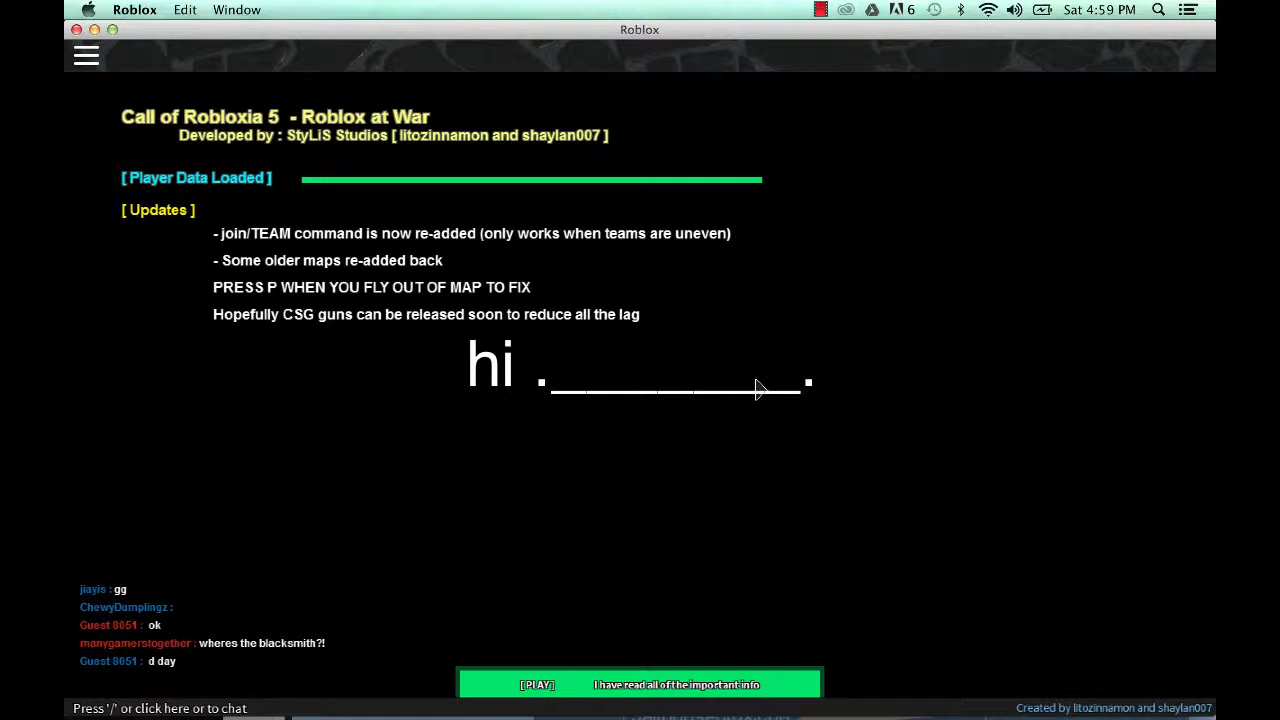 Roblox Edit Window 6 Sat 4:59 PM
Roblox
Call of Robloxia 5 - Roblox at War
Developed by : StyLiS Studios [ litozinnamon and shaylan007 ]
[ Player Data Loaded ]
[ Updates ]
- join/TEAM command is now re-added (only works when teams are uneven)
- Some older maps re-added back
PRESS P WHEN YOU FLY OUT OF MAP TO FIX
Hopefully CSG guns can be released soon to reduce all the lag
hi ._______.
jiayis : gg
ChewyDumplingz :
Guest 8051 : ok
manygamerstogether : wheres the blacksmith?!
Guest 8051 : d day
[ PLAY ] I have read all of the important info
Press '/' or click here or to chat
Created by litozinnamon and shaylan007